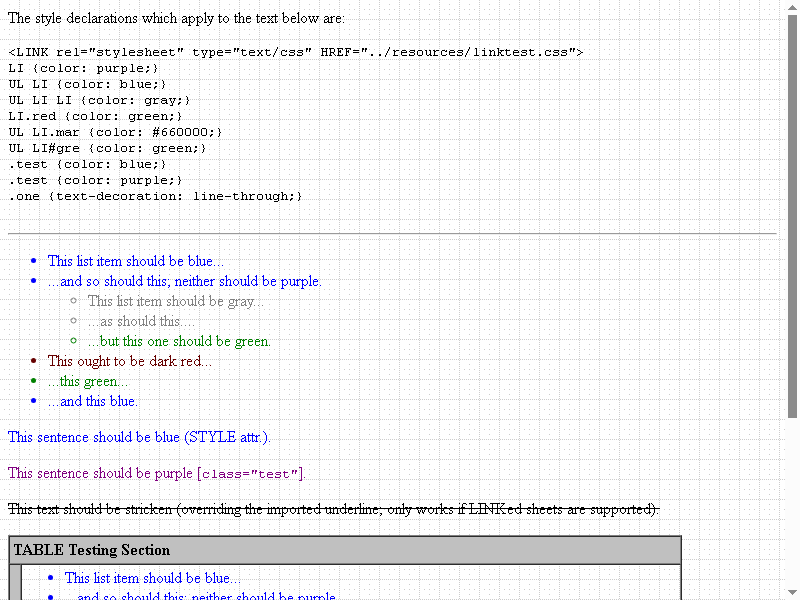 The style declarations which apply to the text below are:
<LINK rel="stylesheet" type="text/css" HREF="../resources/linktest.css">
LI {color: purple;}
UL LI {color: blue;}
UL LI LI {color: gray;}
LI.red {color: green;}
UL LI.mar {color: #660000;}
UL LI#gre {color: green;}
.test {color: blue;}
.test {color: purple;}
.one {text-decoration: line-through;}
This list item should be blue...
...and so should this; neither should be purple.
This list item should be gray...
...as should this....
...but this one should be green.
This ought to be dark red...
...this green...
...and this blue.
This sentence should be blue (STYLE attr.).
This sentence should be purple [class="test"].
This text should be stricken (overriding the imported underline; only works if LINKed sheets are supported).
TABLE Testing Section
This list item should be blue...
...and so should this; neither should be purple.